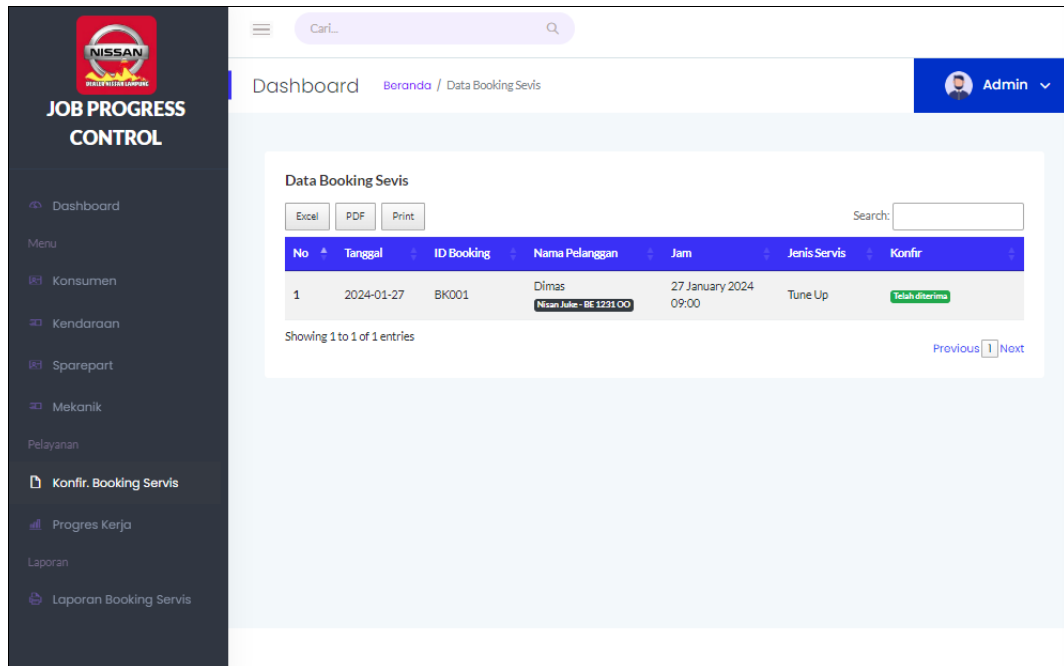 NISSAN
JOB PROGRESS
CONTROL
Dashboard
Menu
Konsumen
Kendaraan
Sparepart
Mekanik
Pelayanan
Konfir. Booking Servis
Progres Kerja
Laporan
Laporan Booking Servis
Cari...
Dashboard Beranda / Data Booking Sevis
Admin
Data Booking Sevis
Excel PDF Print Search:
No Tanggal ID Booking Nama Pelanggan Jam Jenis Servis Konfir
1 2024-01-27 BK001 Dimas 27 January 2024 Tune Up Telah diterima
Nisan Juke - BE 1231 OO 09:00
Showing 1 to 1 of 1 entries
Previous 1 Next